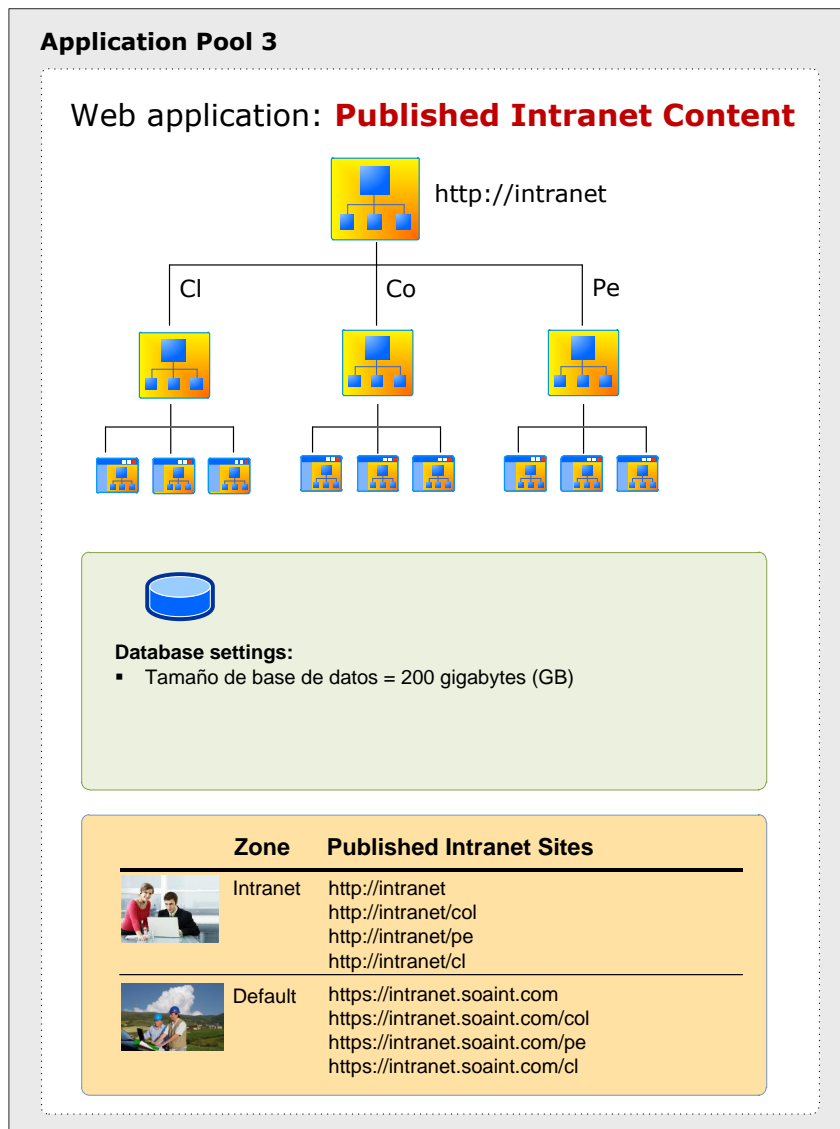 Application Pool 3
Web application: Published Intranet Content
http://intranet
Cl
Co
Pe
Database settings:
▪ Tamaño de base de datos = 200 gigabytes (GB)
Zone Published Intranet Sites
Intranet http://intranet
http://intranet/col
http://intranet/pe
http://intranet/cl
Default https://intranet.soaint.com
https://intranet.soaint.com/col
https://intranet.soaint.com/pe
https://intranet.soaint.com/cl